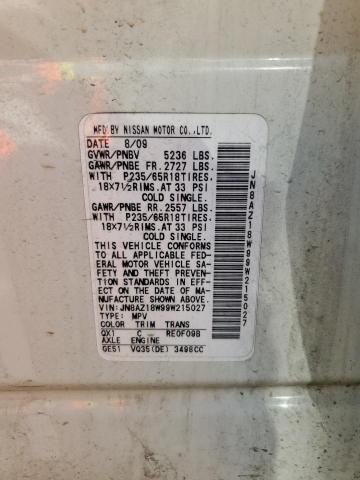 MFD BY NISSAN MOTOR CO.,LTD.
DATE 8/09
GVWR/PNBV 5236 LBS.
GAWR/PNBE FR. 2727 LBS.
WITH P235/65R18TIRES.
18X7½RIMS.AT 33 PSI
COLD SINGLE.
GAWR/PNBE RR. 2557 LBS.
WITH P235/65R18TIRES.
18X7½RIMS.AT 33 PSI
COLD SINGLE.
THIS VEHICLE CONFORMS
TO ALL APPLICABLE FED-
ERAL MOTOR VEHICLE SA-
FETY AND THEFT PREVEN-
TION STANDARDS IN EFF-
ECT ON THE DATE OF MA-
NUFACTURE SHOWN ABOVE.
VIN: JN8AZ18W99W215027
TYPE: MPV
COLOR TRIM TRANS
QX1 C RE0F09B
AXLE ENGINE
GE51 VQ35(DE) 3498CC
JN8AZ18W99W215027